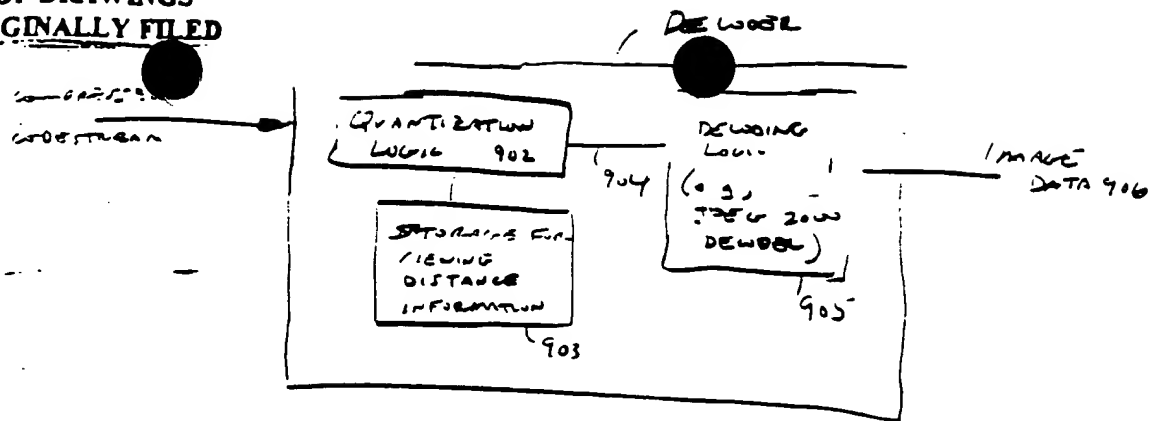 GINALLY FILED
DECODER
CODESTREAM
QUANTIZATION
LOGIC 902
904
DECODING
LOGIC
(e.g.,
JPEG 2000
DECODER)
905
IMAGE
DATA 906
STORAGE FOR
VIEWING
DISTANCE
INFORMATION
903